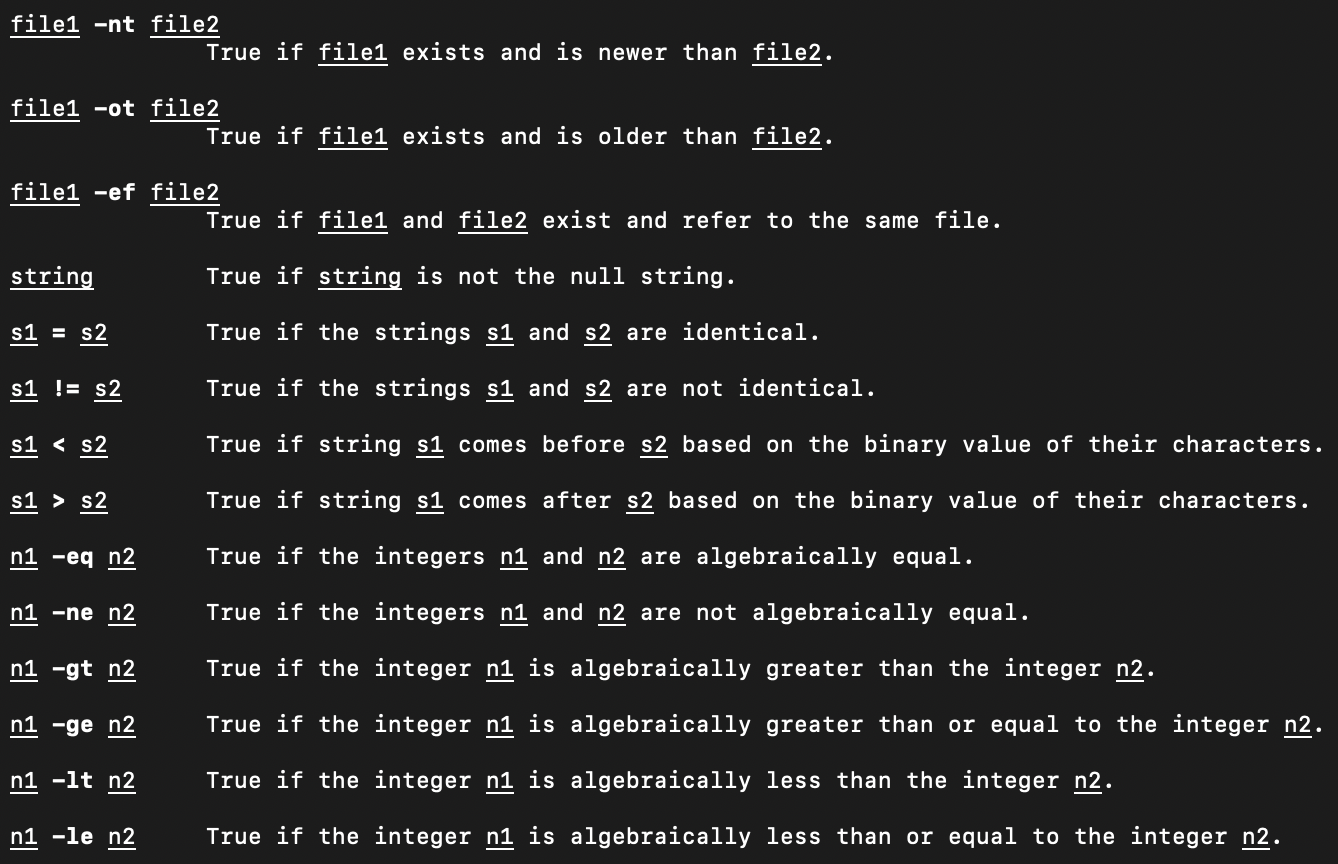 file1 -nt file2
True if file1 exists and is newer than file2.
file1 -ot file2
True if file1 exists and is older than file2.
file1 -ef file2
True if file1 and file2 exist and refer to the same file.
string True if string is not the null string.
s1 = s2 True if the strings s1 and s2 are identical.
s1 != s2 True if the strings s1 and s2 are not identical.
s1 < s2 True if string s1 comes before s2 based on the binary value of their characters.
s1 > s2 True if string s1 comes after s2 based on the binary value of their characters.
n1 -eq n2 True if the integers n1 and n2 are algebraically equal.
n1 -ne n2 True if the integers n1 and n2 are not algebraically equal.
n1 -gt n2 True if the integer n1 is algebraically greater than the integer n2.
n1 -ge n2 True if the integer n1 is algebraically greater than or equal to the integer n2.
n1 -lt n2 True if the integer n1 is algebraically less than the integer n2.
n1 -le n2 True if the integer n1 is algebraically less than or equal to the integer n2.